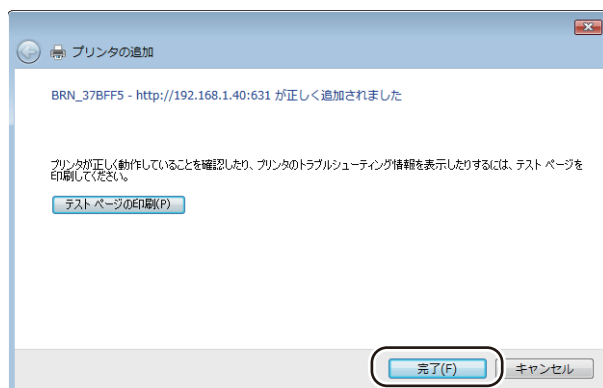 プリンタの追加
BRN_37BFF5 - http://192.168.1.40:631 が正しく追加されました
プリンタが正しく動作していることを確認したり、プリンタのトラブルシューティング情報を表示したりするには、テスト ページを
印刷してください。
テスト ページの印刷(P)
完了(F) キャンセル